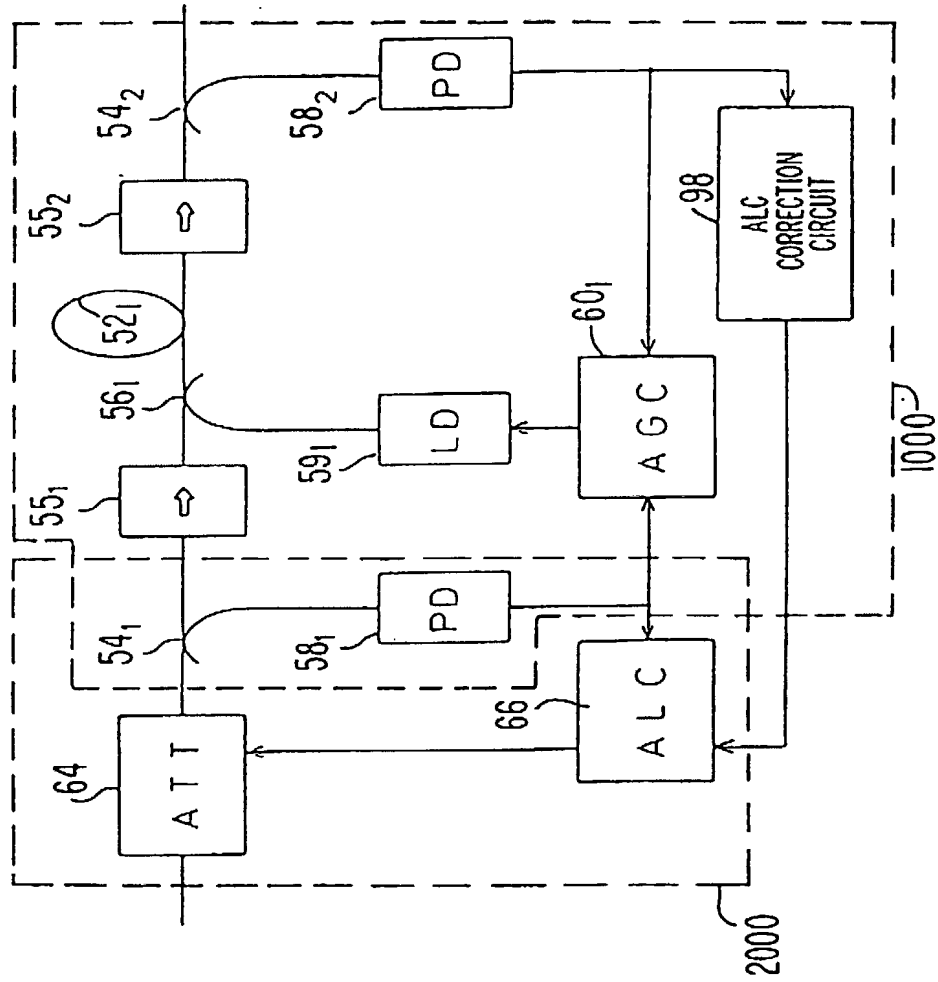 64
ATT
54₁
55₁
56₁
52₁
55₂
54₂
58₁
PD
59₁
LD
58₂
PD
66
ALC
60₁
AGC
98
ALC
CORRECTION
CIRCUIT
2000
1000